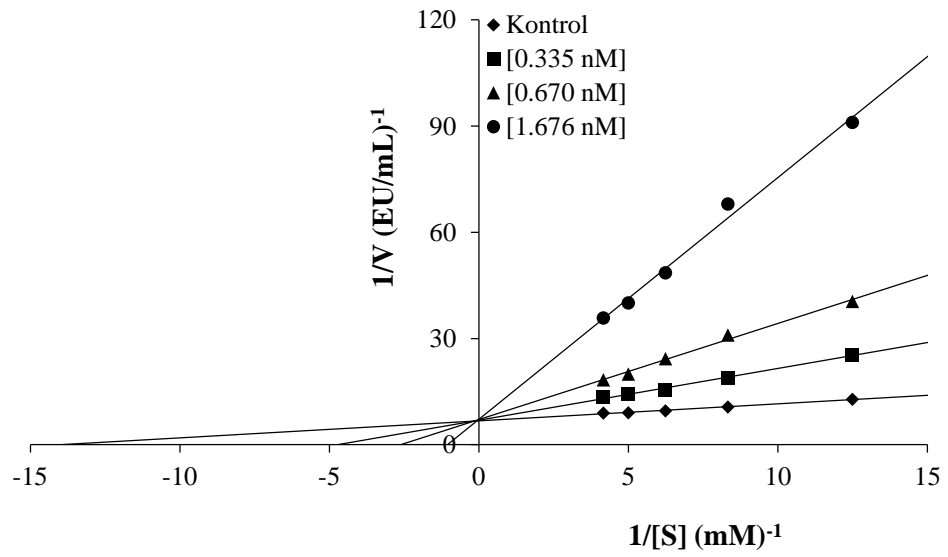 120
90
60
30
0
1/V (EU/mL)-1
Kontrol
[0.335 nM]
[0.670 nM]
[1.676 nM]
-15 -10 -5 0 5 10 15
1/[S] (mM)-1